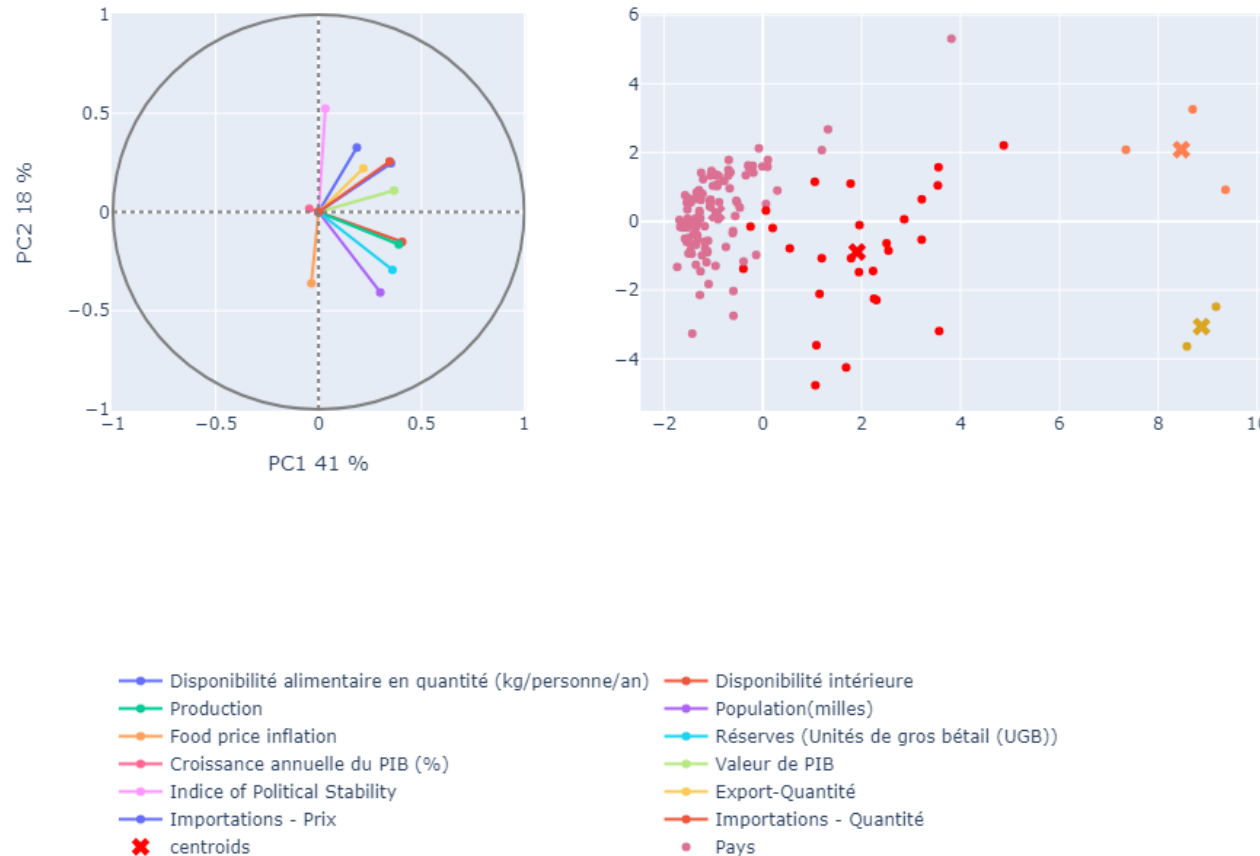 1
0.5
0
−0.5
−1
−1
−0.5
0
0.5
1
PC2 18 %
PC1 41 %
6
4
2
0
−2
−4
−2
0
2
4
6
8
Disponibilité alimentaire en quantité (kg/personne/an)
Disponibilité intérieure
Production
Population(milles)
Food price inflation
Réserves (Unités de gros bétail (UGB))
Croissance annuelle du PIB (%)
Valeur de PIB
Indice of Political Stability
Export-Quantité
Importations - Prix
Importations - Quantité
centroids
Pays